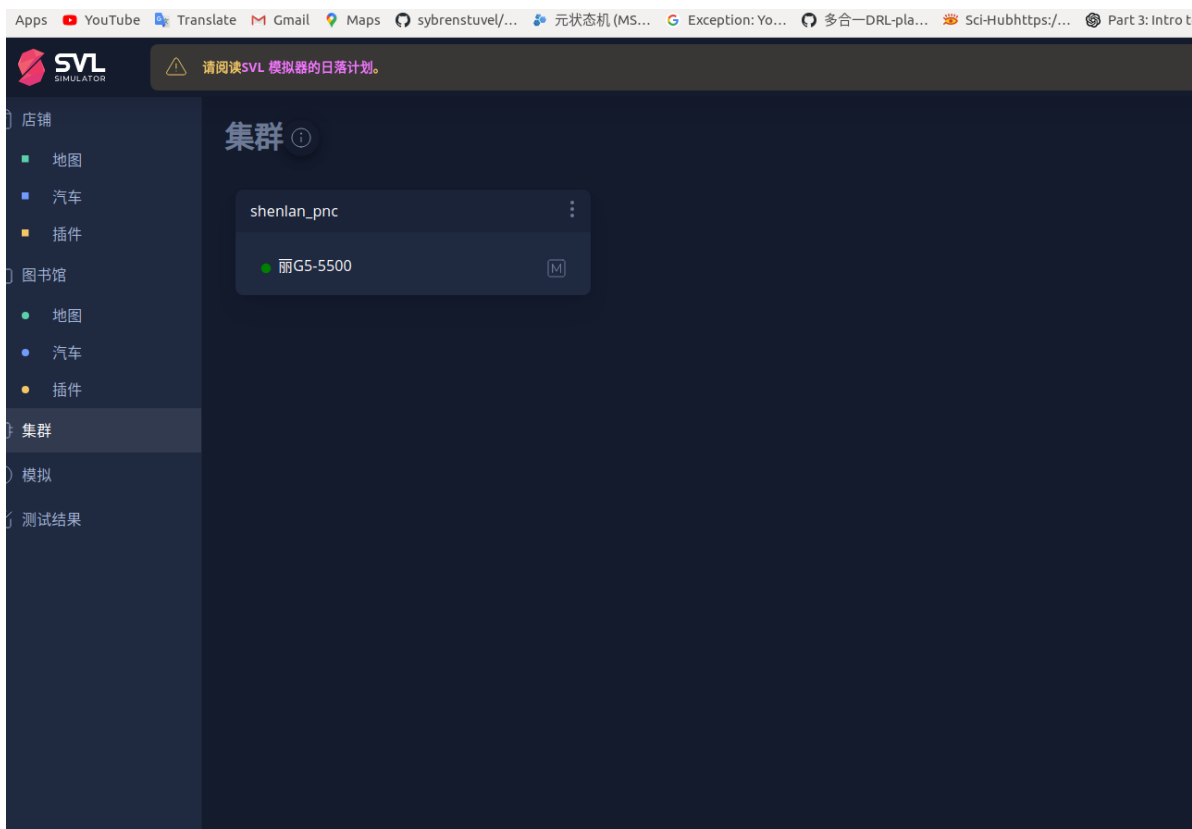 Apps YouTube Translate Gmail Maps sybrenstuvel/... 元状态机 (MS... Exception: Yo... 多合一DRL-pla... Sci-Hubhttps:/... Part 3: Intro t
SVL
SIMULATOR
请阅读SVL 模拟器的日落计划。
店铺
地图
汽车
插件
图书馆
地图
汽车
插件
集群
模拟
测试结果
集群
shenlan_pnc
丽G5-5500
M